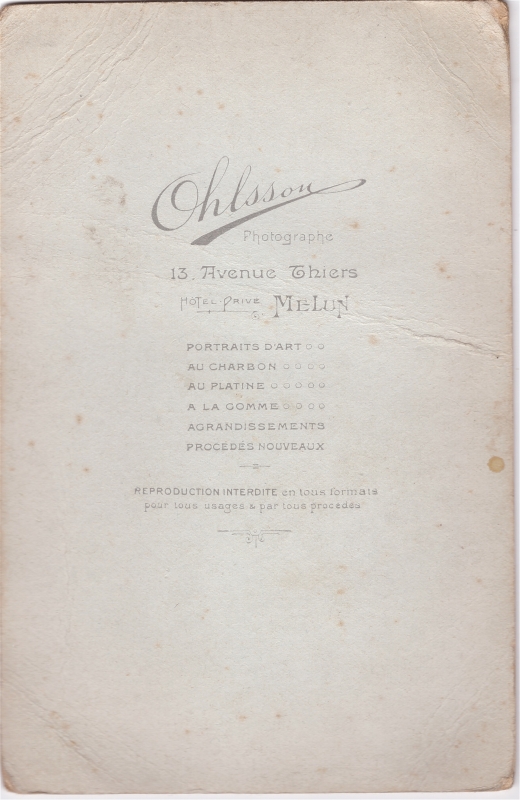 Ohlsson
Photographe
13. Avenue Thiers
HOTEL PRIVÉ MELUN
PORTRAITS D'ART
AU CHARBON
AU PLATINE
A LA GOMME
AGRANDISSEMENTS
PROCÉDÉS NOUVEAUX
REPRODUCTION INTERDITE en tous formats
pour tous usages & par tous procédés